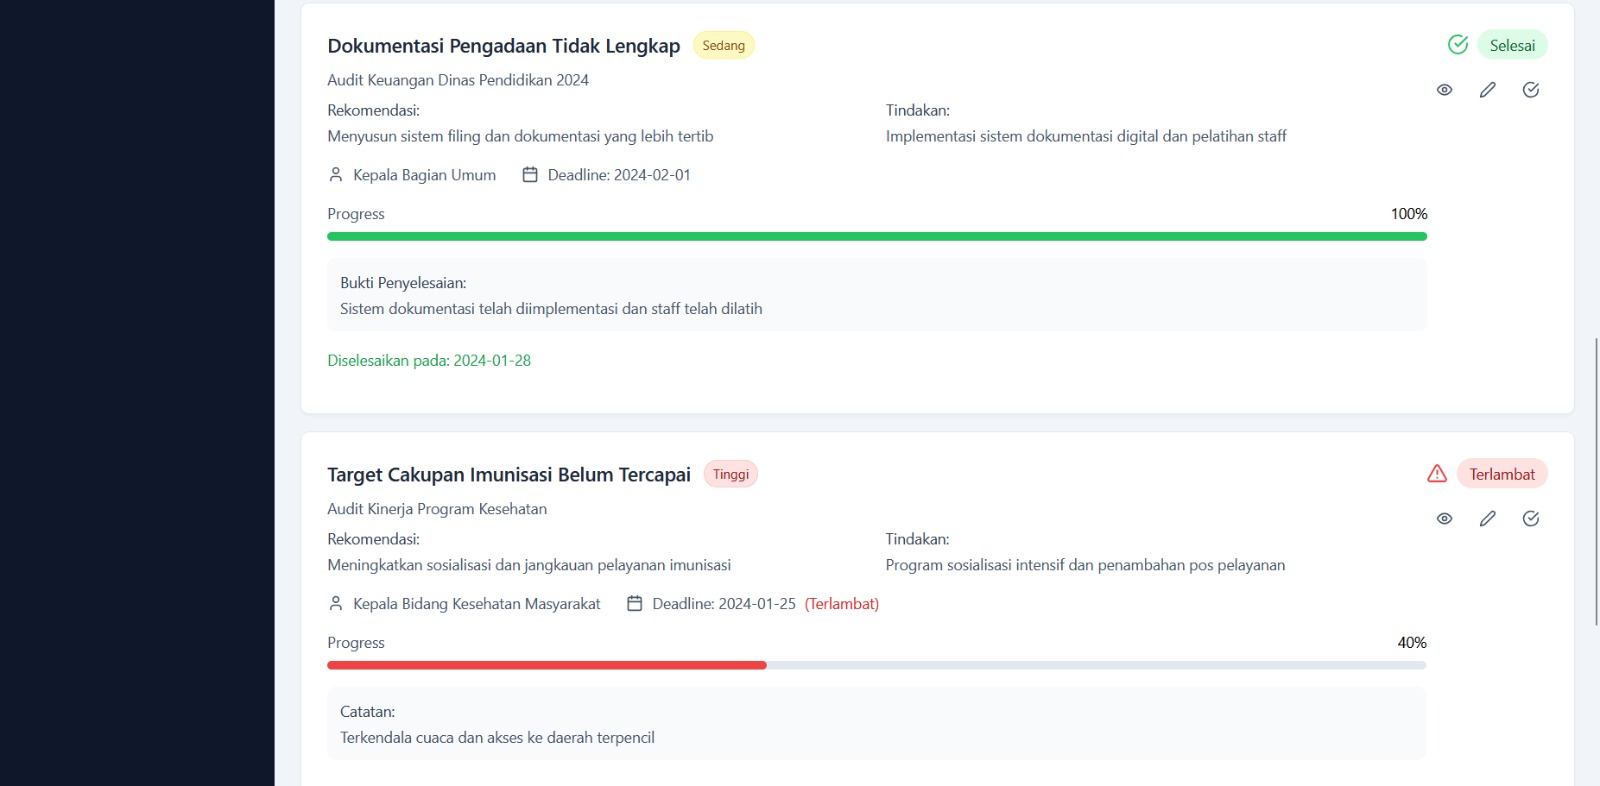 Dokumentasi Pengadaan Tidak Lengkap Sedang Selesai
Audit Keuangan Dinas Pendidikan 2024
Rekomendasi: Tindakan:
Menyusun sistem filing dan dokumentasi yang lebih tertib Implementasi sistem dokumentasi digital dan pelatihan staff
Kepala Bagian Umum Deadline: 2024-02-01
Progress 100%
Bukti Penyelesaian:
Sistem dokumentasi telah diimplementasi dan staff telah dilatih
Diselesaikan pada: 2024-01-28
Target Cakupan Imunisasi Belum Tercapai Tinggi Terlambat
Audit Kinerja Program Kesehatan
Rekomendasi: Tindakan:
Meningkatkan sosialisasi dan jangkauan pelayanan imunisasi Program sosialisasi intensif dan penambahan pos pelayanan
Kepala Bidang Kesehatan Masyarakat Deadline: 2024-01-25 (Terlambat)
Progress 40%
Catatan:
Terkendala cuaca dan akses ke daerah terpencil